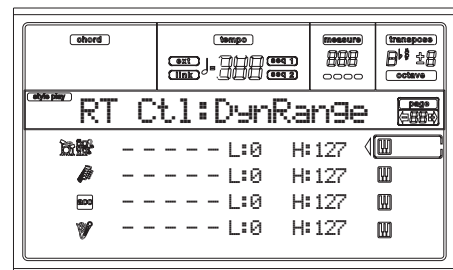 chord tempo measure transpose
ext seq 1
link seq 2
octave
style play page
RT Ctl:DynRange
- - - - - L:0 H:127
- - - - - L:0 H:127
acc - - - - - L:0 H:127
- - - - - L:0 H:127